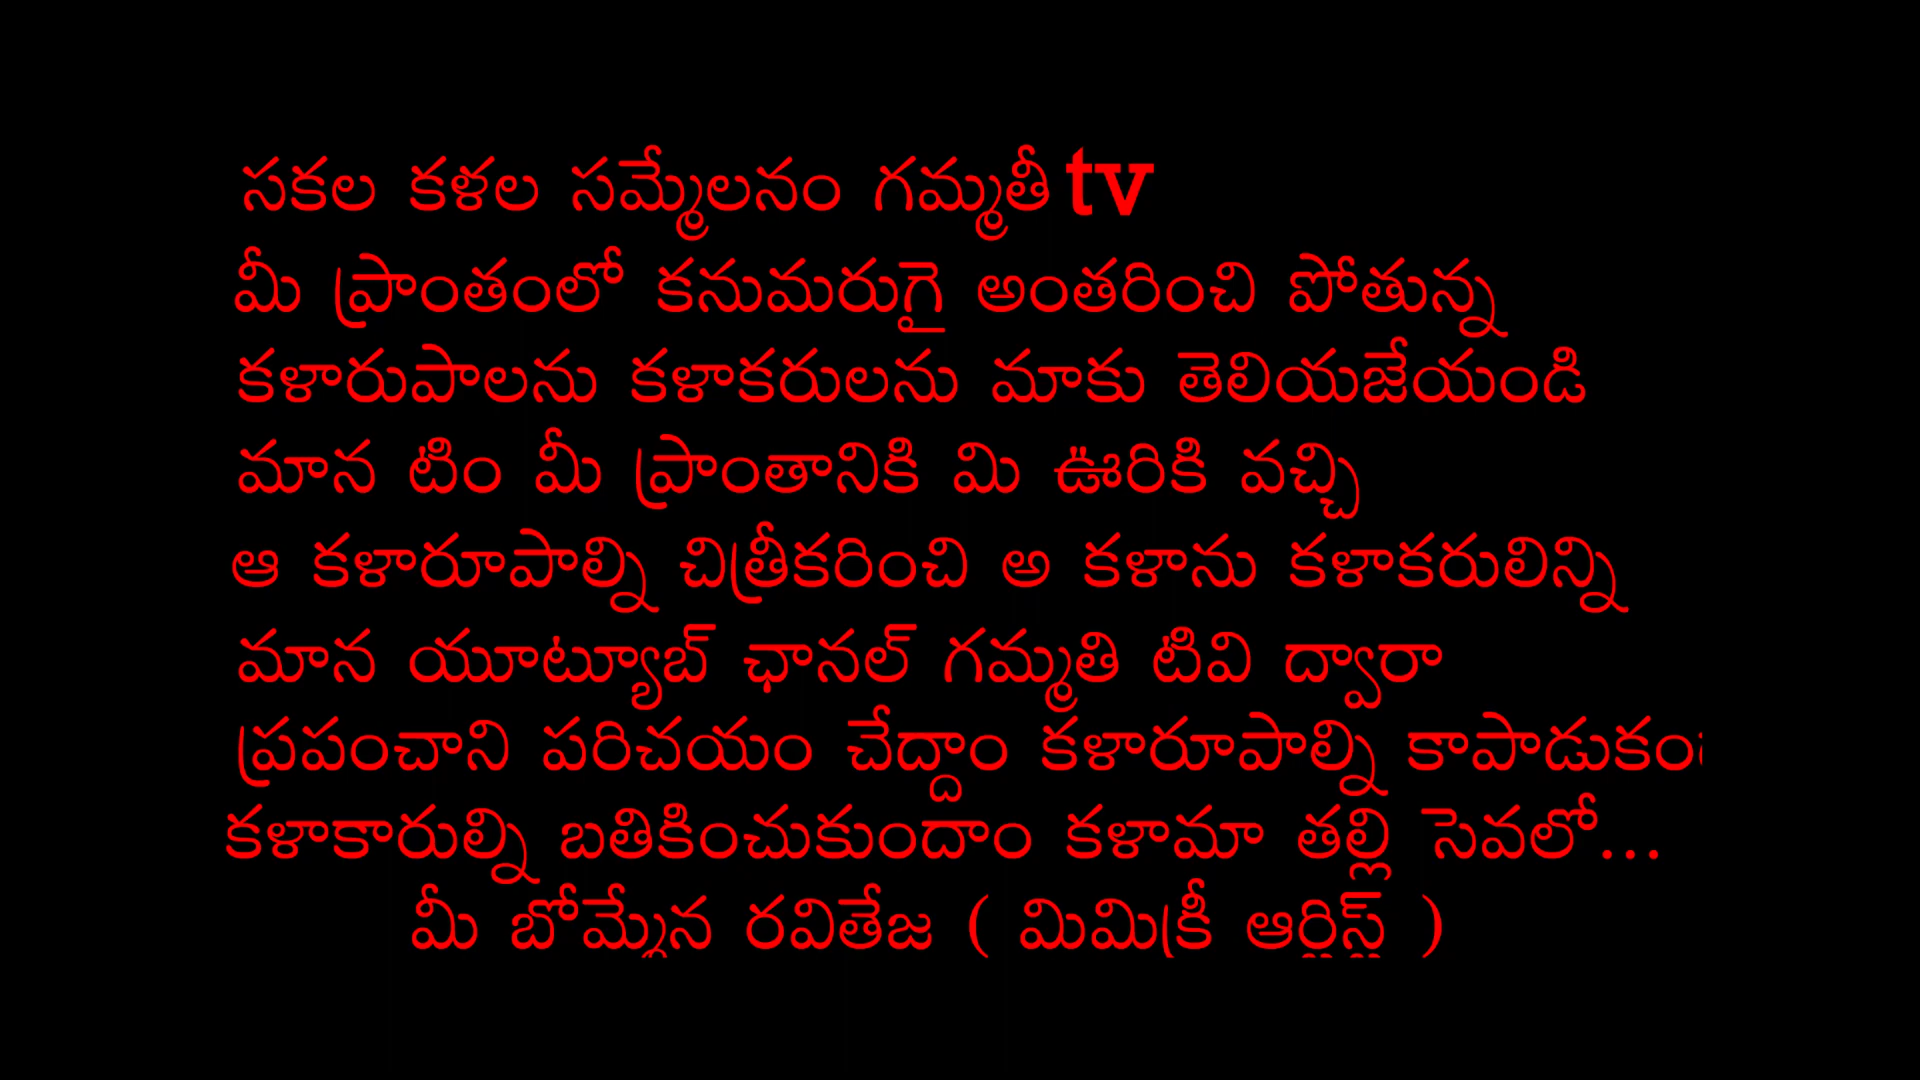 సకల కళల సమ్మేలనం గమ్మతీ tv
మీ ప్రాంతంలో కనుమరుగై అంతరించి పోతున్న
కళారుపాలను కళాకరులను మాకు తెలియజేయండి
మాన టిం మీ ప్రాంతానికి మి ఊరికి వచ్చి
ఆ కళారూపాల్ని చిత్రీకరించి అ కళాను కళాకరులిన్ని
మాన యూట్యూబ్ ఛానల్ గమ్మతి టివి ద్వారా
ప్రపంచాని పరిచయం చేద్దాం కళారూపాల్ని
కళాకారుల్ని బతికించుకుందాం కళామా తల్లి సెవలో...
మీ బోమ్మేన రవితేజ ( మిమిక్రీ ఆర్టిస్ట్ )